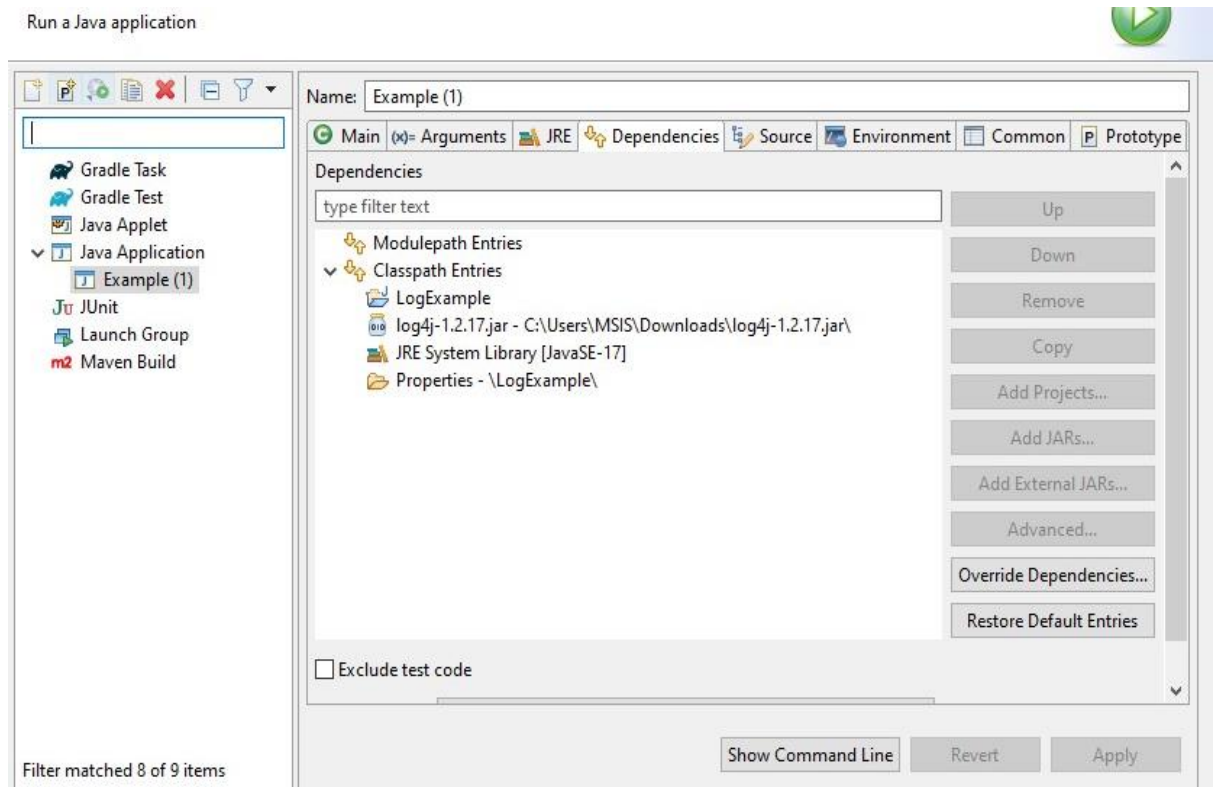 Run a Java application
Gradle Task
Gradle Test
Java Applet
Java Application
Example (1)
JU JUnit
Launch Group
m2 Maven Build
Filter matched 8 of 9 items
Name: Example (1)
Main (x)= Arguments JRE Dependencies Source Environment Common P Prototype
Dependencies
type filter text
Modulepath Entries
Classpath Entries
LogExample
log4j-1.2.17.jar - C:\Users\MSIS\Downloads\log4j-1.2.17.jar\
JRE System Library [JavaSE-17]
Properties - \LogExample\
Up
Down
Remove
Copy
Add Projects...
Add JARs...
Add External JARs...
Advanced...
Override Dependencies...
Restore Default Entries
Exclude test code
Show Command Line Revert Apply